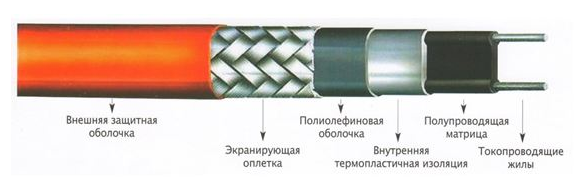 Внешняя защитная
оболочка
Экранирующая
оплетка
Полиолефиновая
оболочка
Внутренняя
термопластичная изоляция
Полупроводящая
матрица
Токопроводящие
жилы